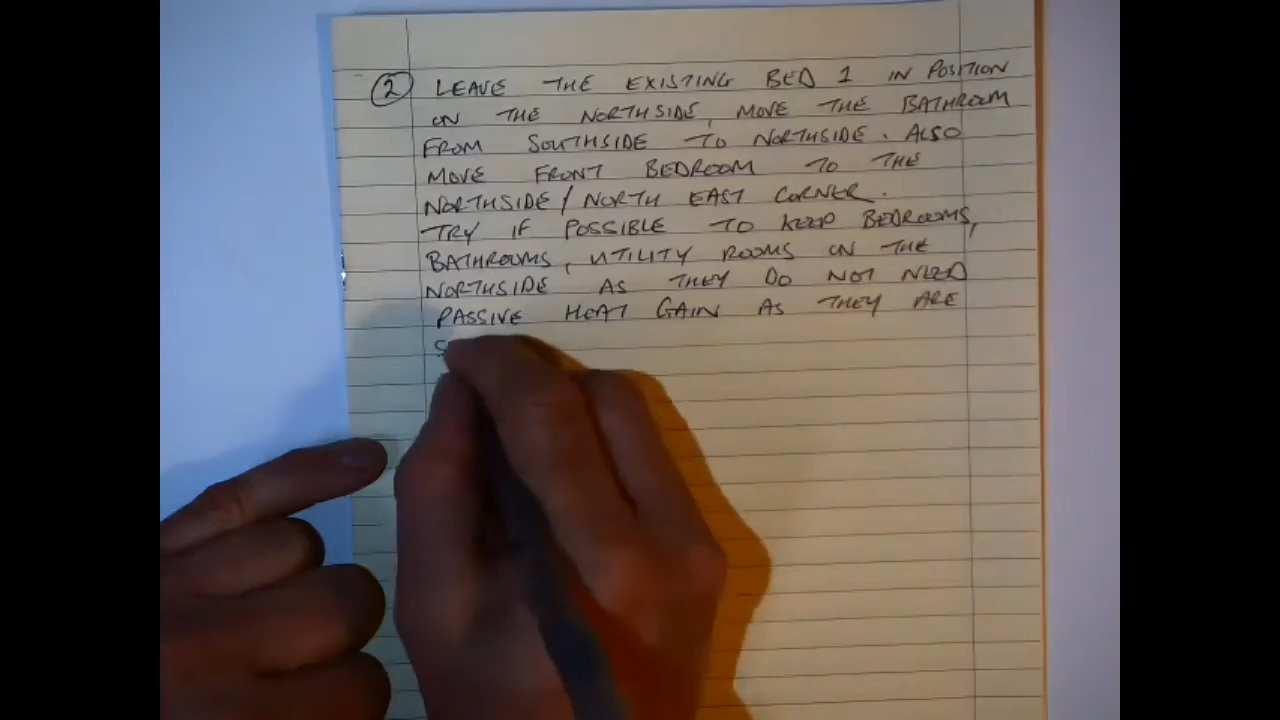 2 LEAVE THE EXISTING BED 1 IN POSITION
ON THE NORTHSIDE, MOVE THE BATHROOM
FROM SOUTHSIDE TO NORTHSIDE. ALSO
MOVE FRONT BEDROOM TO THE
NORTHSIDE/NORTH EAST CORNER.
TRY IF POSSIBLE TO KEEP BEDROOMS,
BATHROOMS, UTILITY ROOMS ON THE
NORTHSIDE AS THEY DO NOT NEED
PASSIVE HEAT GAIN AS THEY ARE
S